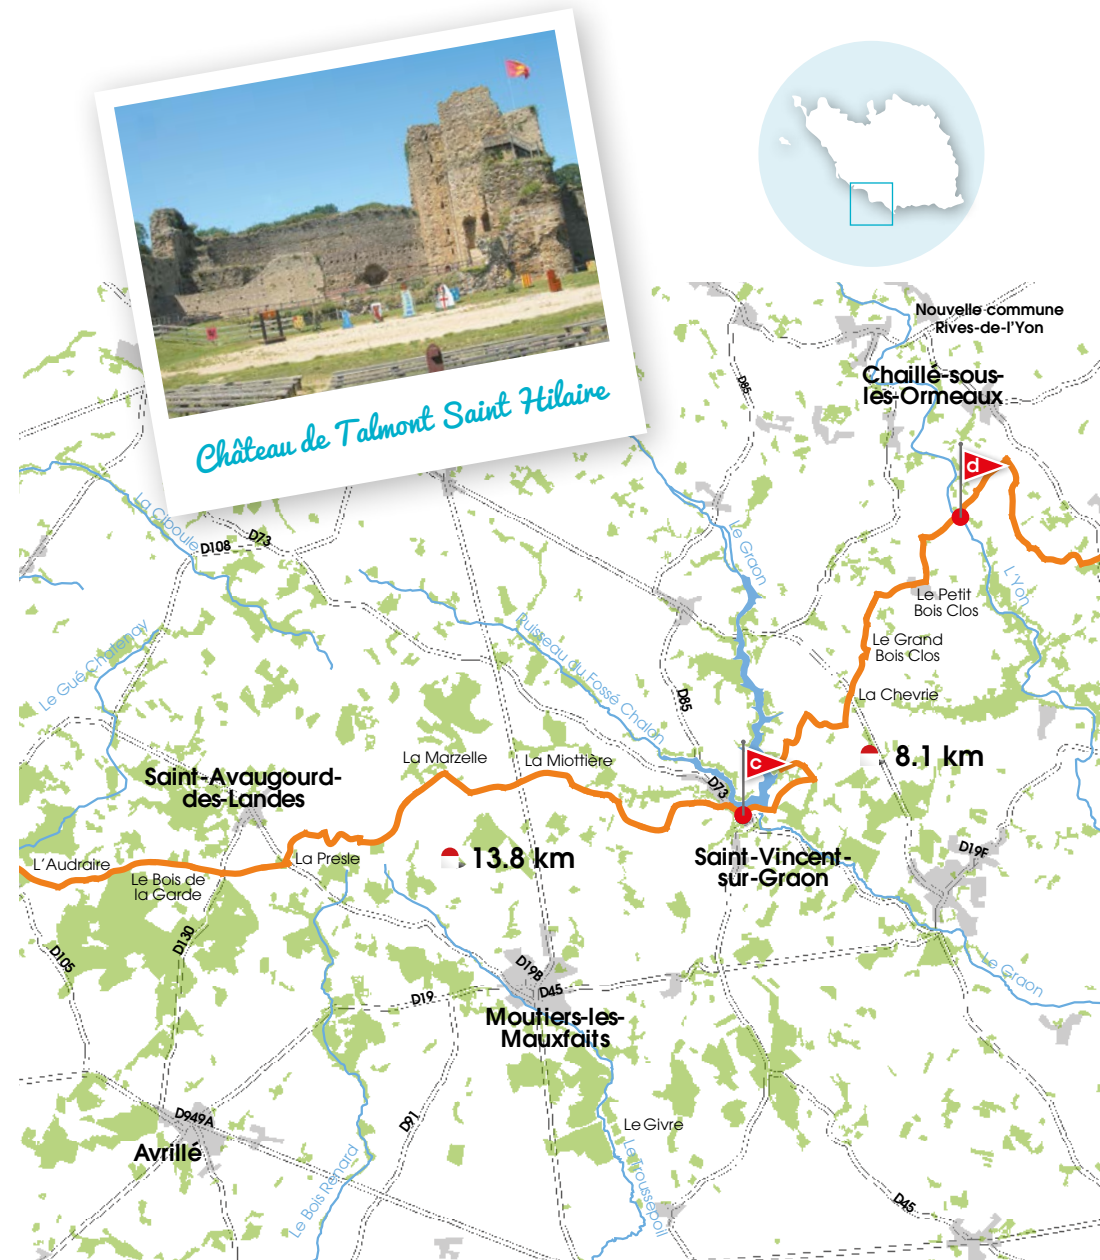 Château de Talmont Saint Hilaire
Nouvelle commune
Rives-de-l'Yon
Chaillé-sous-
les-Ormeaux
D85
d
La Ciboule
D108
D73
Le Graon
L'Yon
Le Petit
Bois Clos
Le Gué Chatenay
Ruisseau du Fossé Chalon
Le Grand
Bois Clos
D85
La Chevrie
La Marzelle
La Miottière
c
8.1 km
Saint-Avaugourd-
des-Landes
D73
L'Audraire
La Presle
13.8 km
Saint-Vincent-
sur-Graon
D19F
Le Bois de
la Garde
D130
D105
D19B
D45
D19
Le Graon
Moutiers-les-
Mauxfaits
D949A
D91
Le Givre
Avrillé
Le Bois Renard
Le Troussepoil
D45